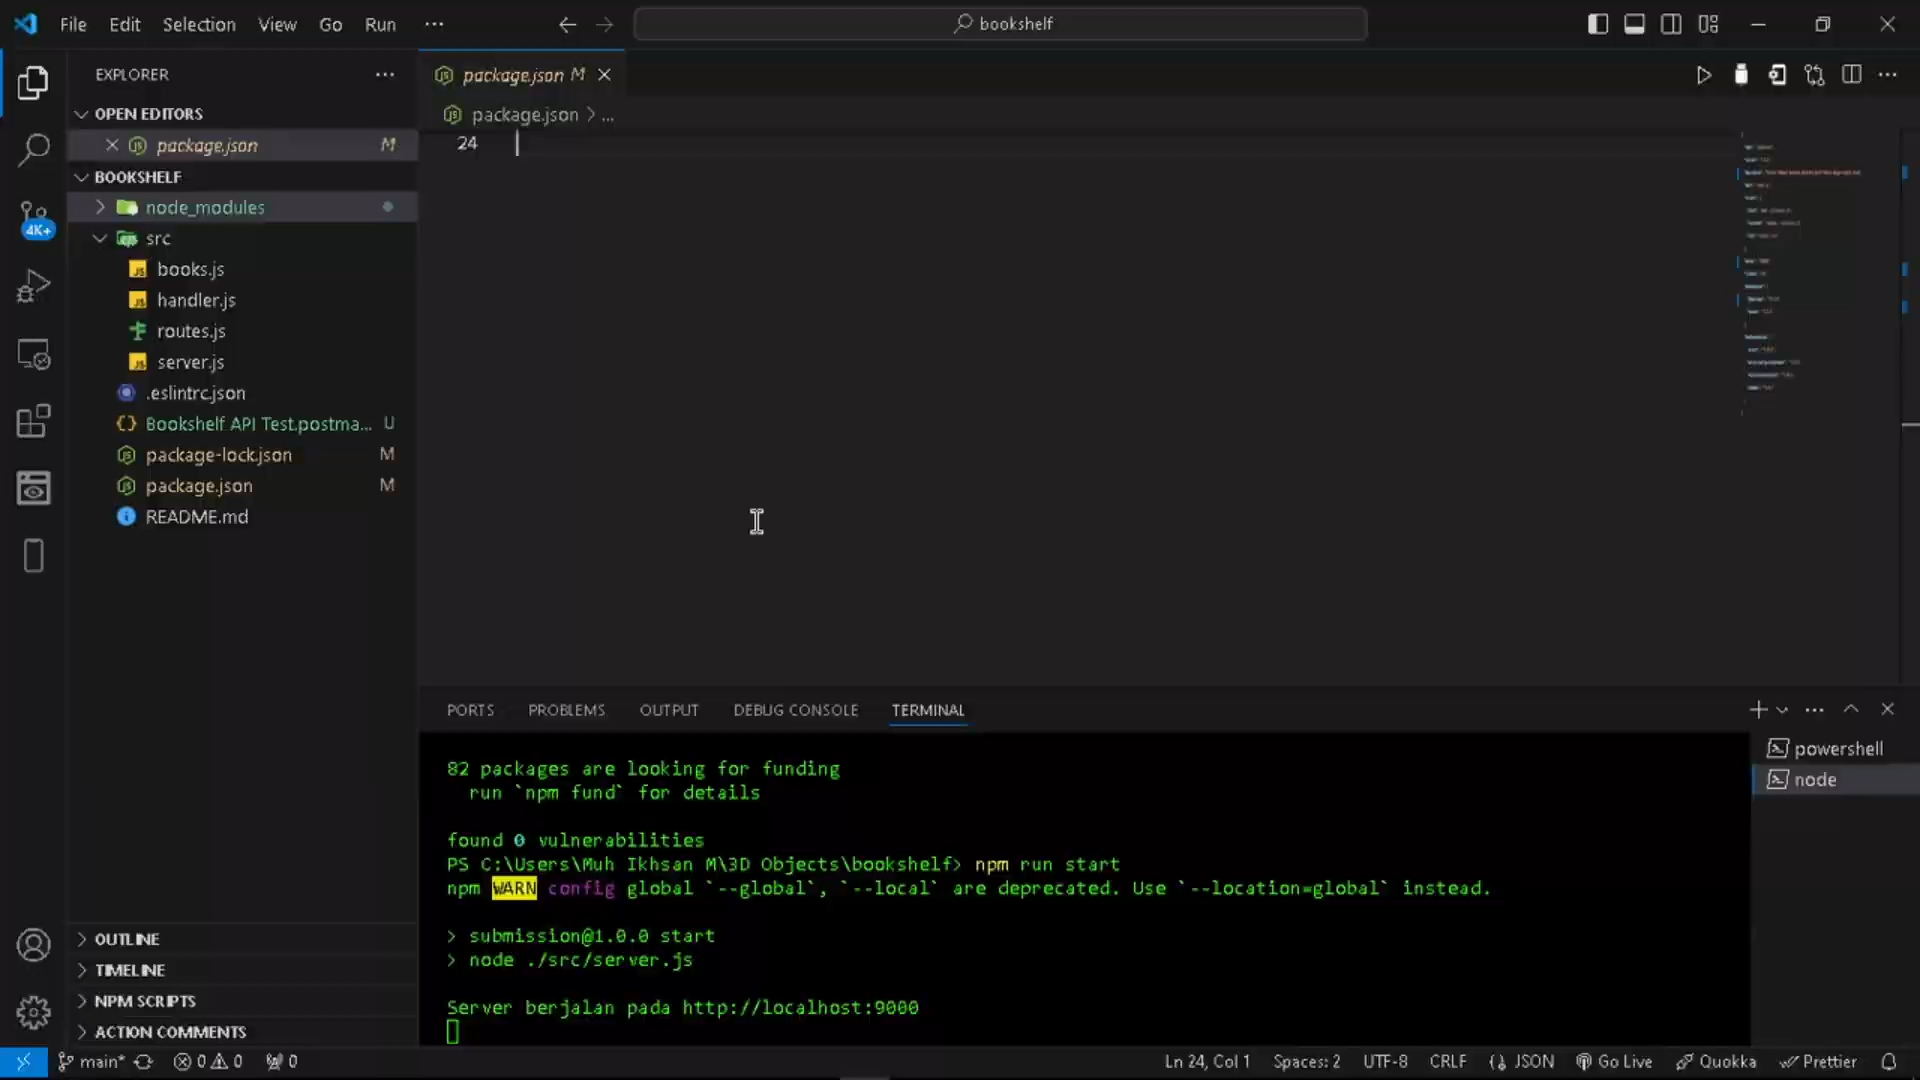 File Edit Selection View Go Run ...
bookshelf
EXPLORER
OPEN EDITORS
package.json M
BOOKSHELF
node_modules
src
books.js
handler.js
routes.js
server.js
.eslintrc.json
Bookshelf API Test.postma... U
package-lock.json M
package.json M
README.md
OUTLINE
TIMELINE
NPM SCRIPTS
ACTION COMMENTS
4K+
package.json M
package.json > ...
24
PORTS PROBLEMS OUTPUT DEBUG CONSOLE TERMINAL
82 packages are looking for funding
run `npm fund` for details
found 0 vulnerabilities
PS C:\Users\Muh Ikhsan M\3D Objects\bookshelf> npm run start
npm WARN config global `--global`, `--local` are deprecated. Use `--location=global` instead.
> submission@1.0.0 start
> node ./src/server.js
Server berjalan pada http://localhost:9000
powershell
node
main* 0 0 0
Ln 24, Col 1 Spaces: 2 UTF-8 CRLF JSON Go Live Quokka Prettier